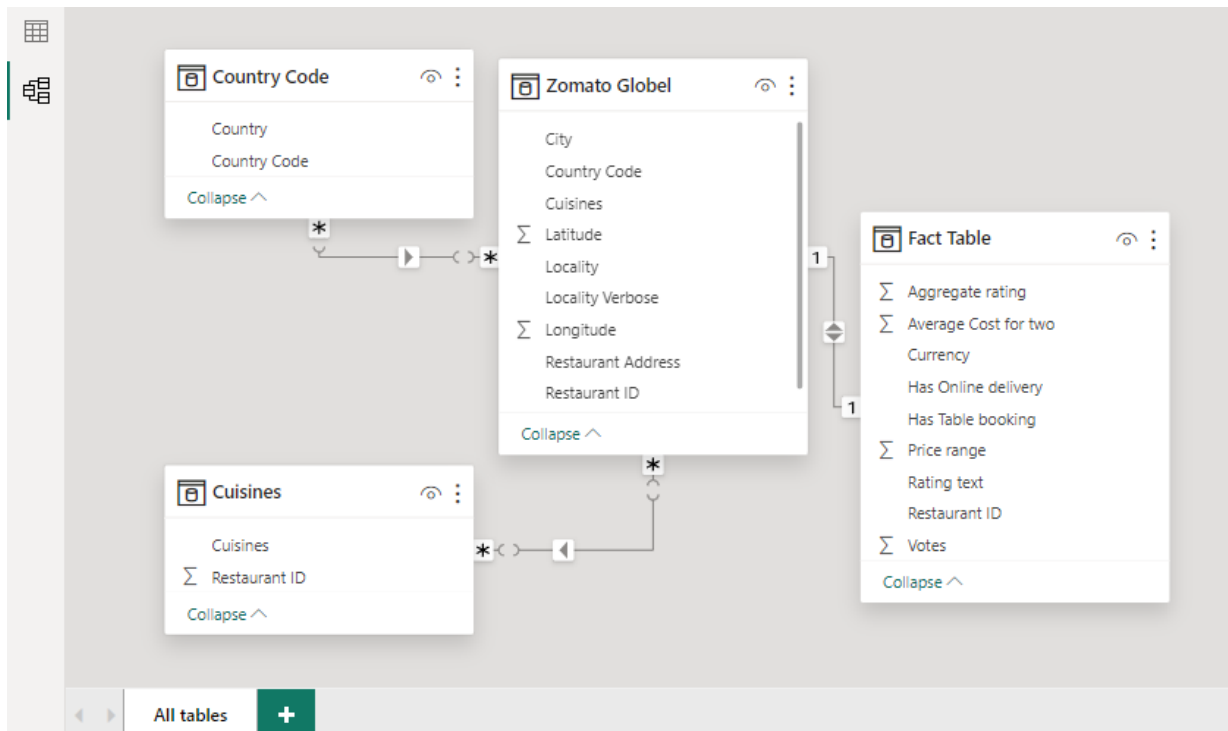 Country Code
Country
Country Code
Collapse
*
*
Zomato Globel
City
Country Code
Cuisines
Σ Latitude
Locality
Locality Verbose
Σ Longitude
Restaurant Address
Restaurant ID
Collapse
*
1
1
Fact Table
Σ Aggregate rating
Σ Average Cost for two
Currency
Has Online delivery
Has Table booking
Σ Price range
Rating text
Restaurant ID
Σ Votes
Collapse
Cuisines
Cuisines
Σ Restaurant ID
Collapse
*
All tables
+